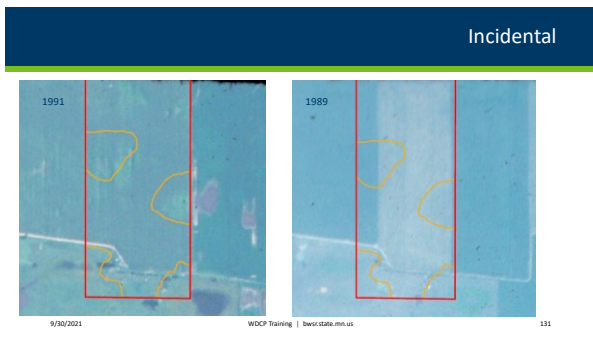 Incidental
1991
1989
9/30/2021
WDCP Training | bwsr.state.mn.us
131